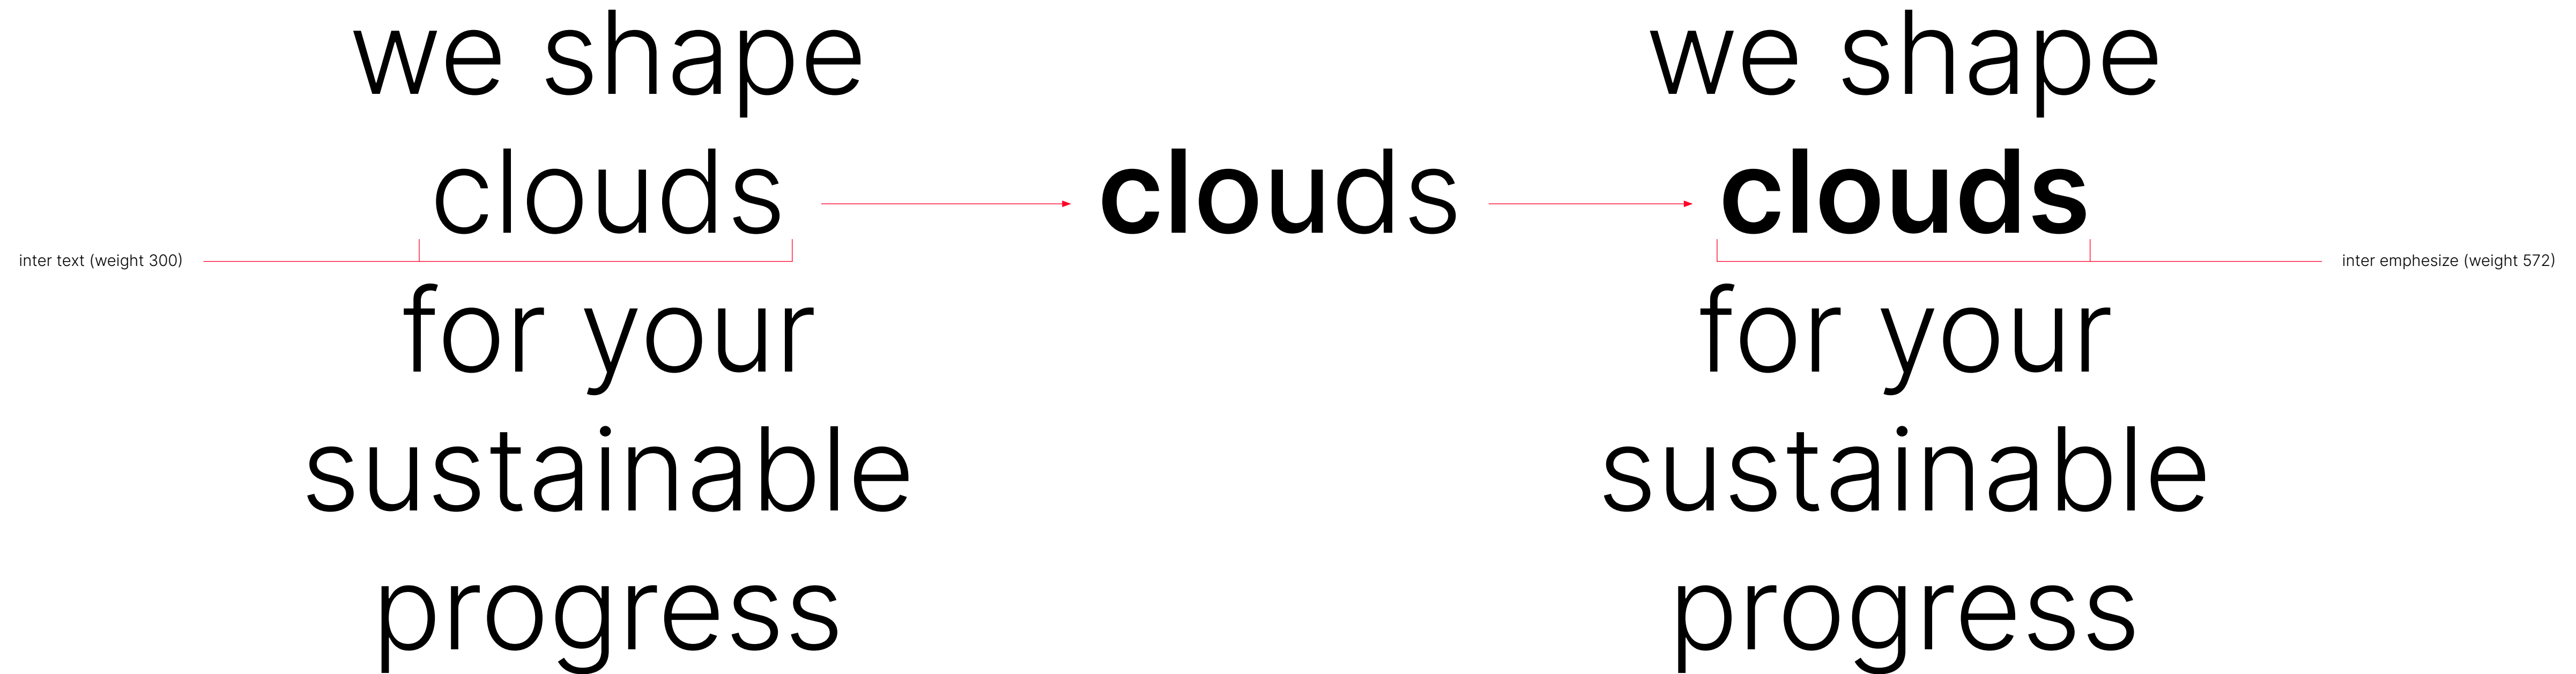 we shape
clouds
for your
sustainable
progress
inter text (weight 300)
clouds
we shape
clouds
for your
sustainable
progress
inter emphesize (weight 572)